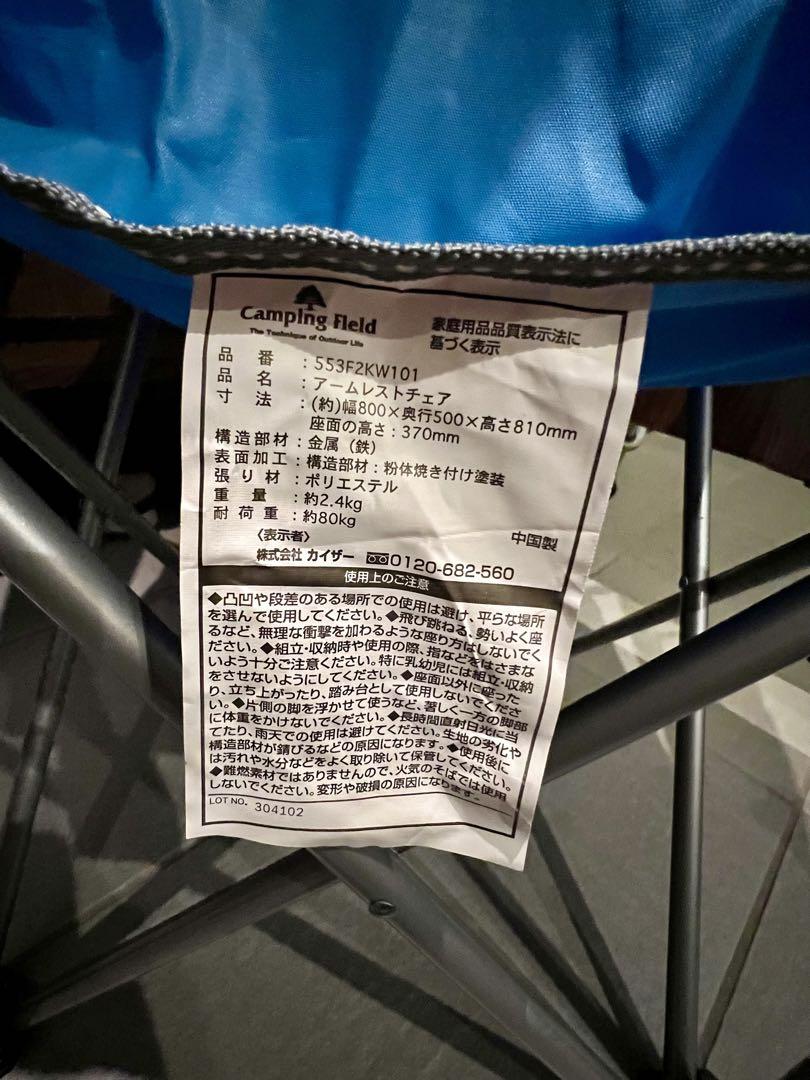 Camping Field
The Technique of Outdoor Life
家庭用品品質表示法に
基づく表示
品番：553F2KW101
品名：アームレストチェア
寸法：(約)幅800×奥行500×高さ810mm
座面の高さ：370mm
構造部材：金属（鉄）
表面加工：構造部材：粉体焼き付け塗装
張り材：ポリエステル
重量：約2.4kg
耐荷重：約80kg
〈表示者〉
中国製
株式会社 カイザー 0120-682-560
使用上のご注意
◆凸凹や段差のある場所での使用は避け、平らな場所
を選んで使用してください。◆飛び跳ねる、勢いよく座
るなど、無理な衝撃を加わるような座り方はしないでく
ださい。◆組立・収納時や使用の際、指などをはさまな
いよう十分ご注意ください。特に乳幼児には組立・収納
をさせないようにしてください。◆座面以外に座った
り、立ち上がったり、踏み台として使用しないでくださ
い。◆片側の脚を浮かせて使うなど、著しく一方の脚部
に体重をかけないでください。◆長時間直射日光に当
てたり、雨天での使用は避けてください。生地の劣化や
構造部材が錆びるなどの原因になります。◆使用後に
は汚れや水分などをよく取り除いて保管してください。
◆難燃素材ではありませんので、火気のそばでは使用
しないでください。変形や破損の原因になります。
LOT NO. 304102